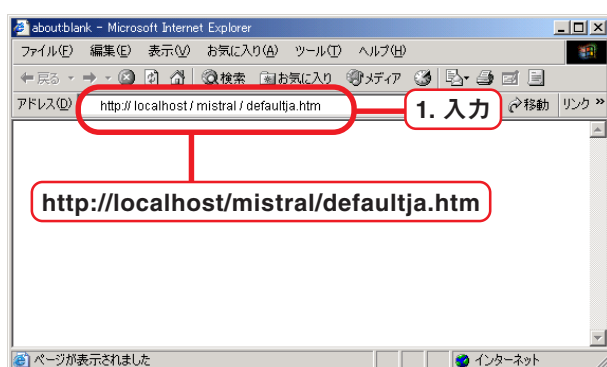 about:blank - Microsoft Internet Explorer
ファイル(F) 編集(E) 表示(V) お気に入り(A) ツール(T) ヘルプ(H)
戻る 検索 お気に入り メディア
アドレス(D) http:// localhost / mistral / defaultja.htm 1. 入力 移動 リンク »
http://localhost/mistral/defaultja.htm
ページが表示されました インターネット